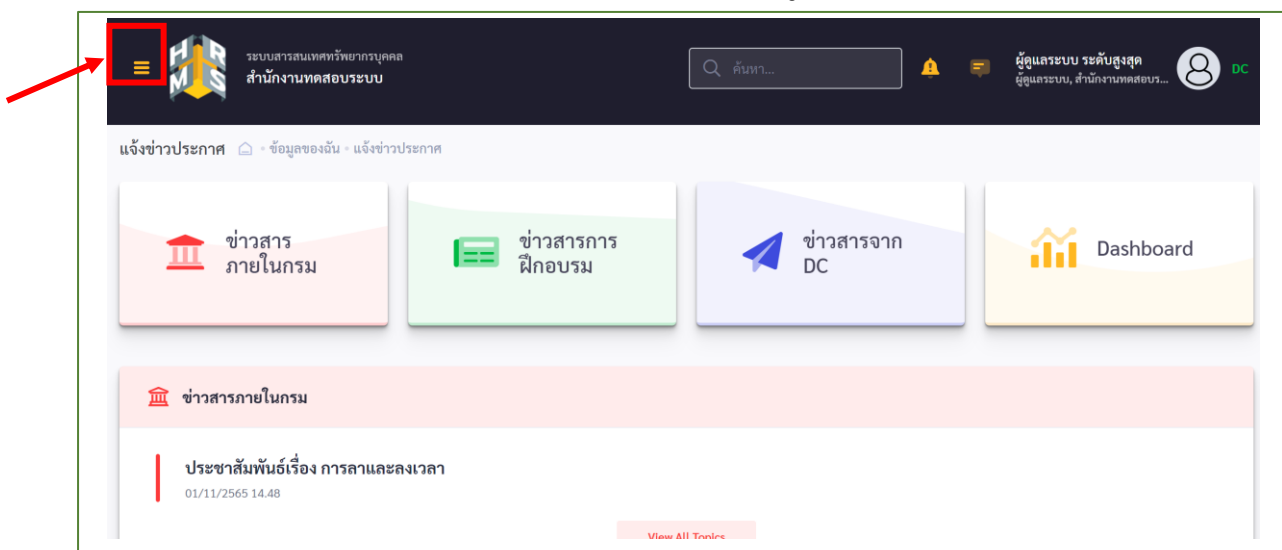 HR
MS
ระบบสารสนเทศทรัพยากรบุคคล
สำนักงานทดสอบระบบ
ค้นหา...
ผู้ดูแลระบบ ระดับสูงสุด
ผู้ดูแลระบบ, สำนักงานทดสอบร...
DC
แจ้งข่าวประกาศ ◦ ข้อมูลของฉัน ◦ แจ้งข่าวประกาศ
ข่าวสาร
ภายในกรม
ข่าวสารการ
ฝึกอบรม
ข่าวสารจาก
DC
Dashboard
ข่าวสารภายในกรม
ประชาสัมพันธ์เรื่อง การลาและลงเวลา
01/11/2565 14.48
View All Topics